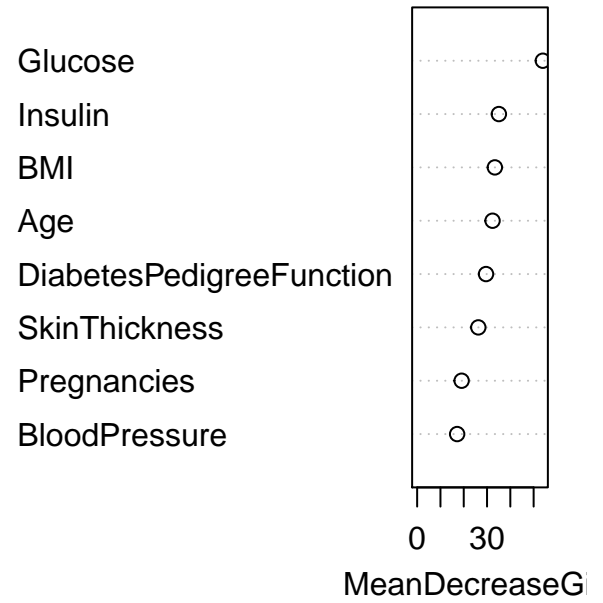 Glucose
Insulin
BMI
Age
DiabetesPedigreeFunction
SkinThickness
Pregnancies
BloodPressure
0 30
MeanDecreaseGi